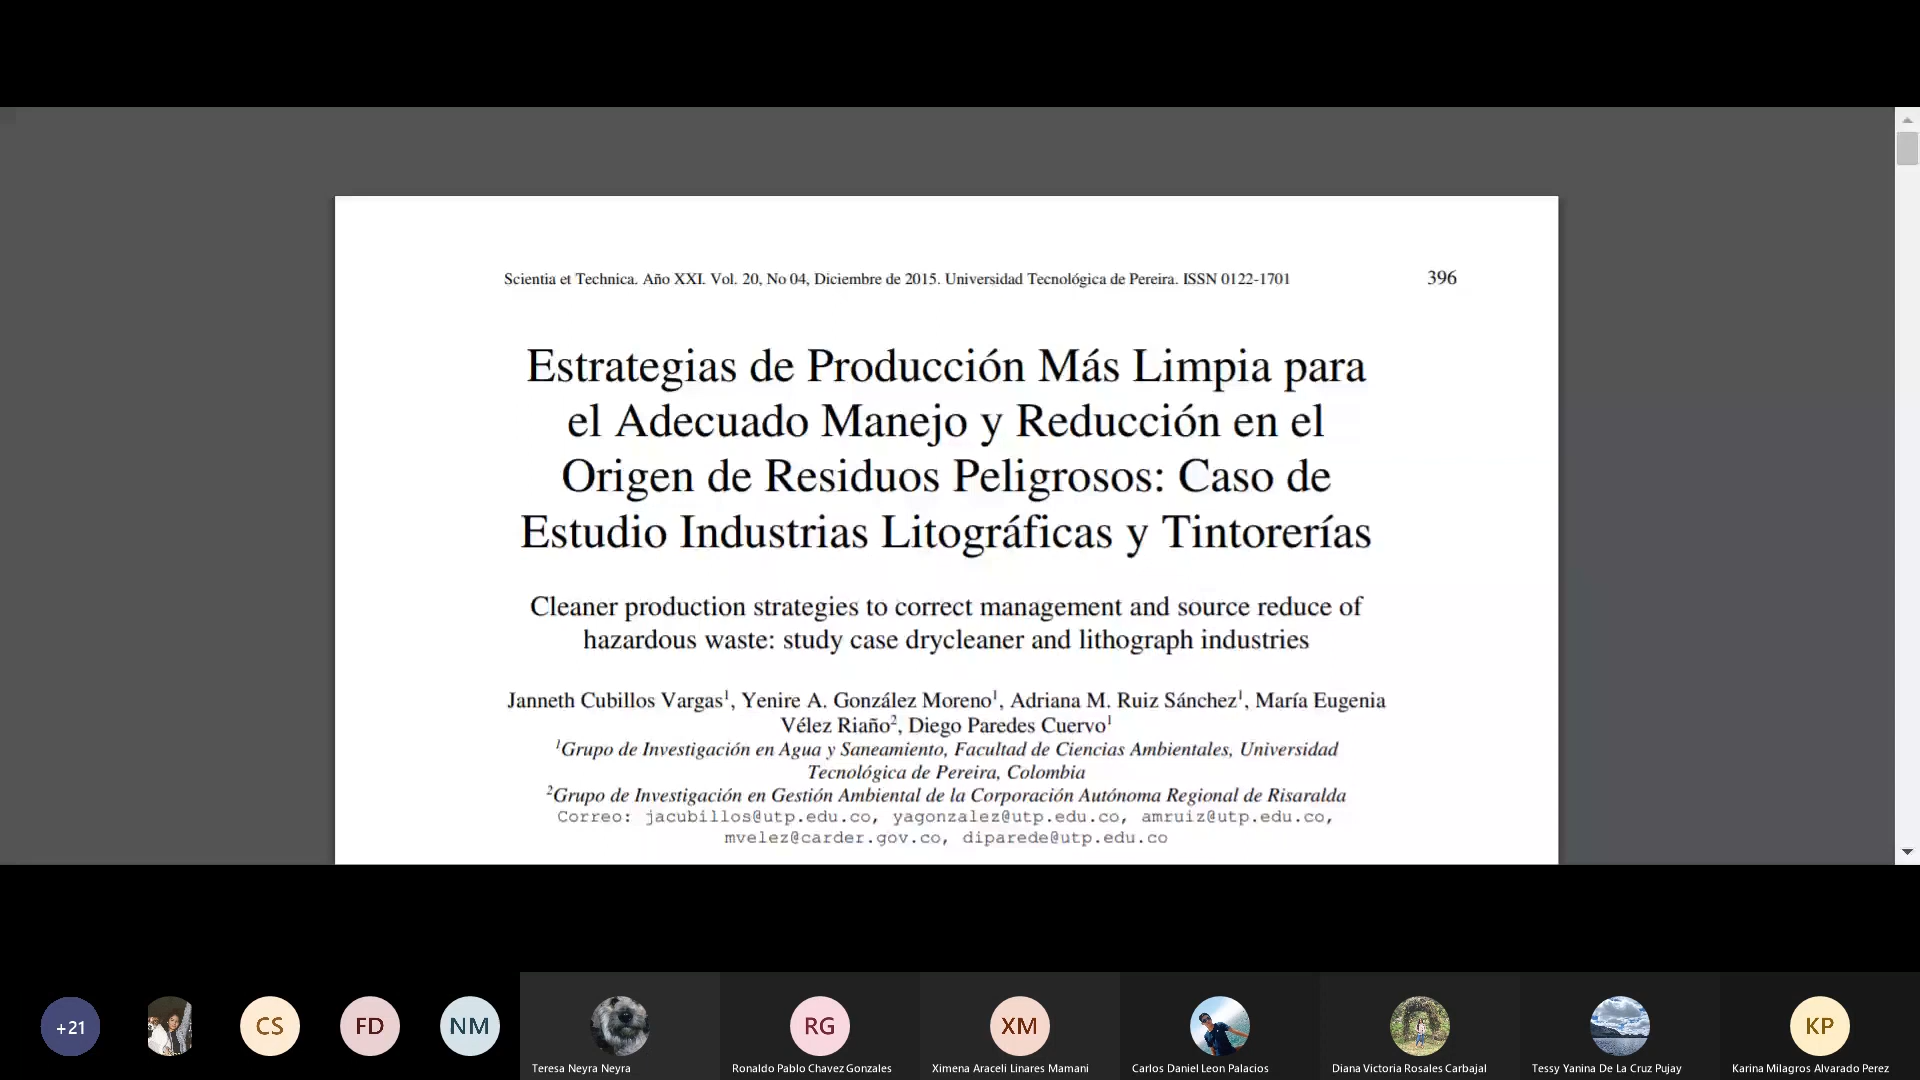 Scientia et Technica. Año XXI. Vol. 20, No 04, Diciembre de 2015. Universidad Tecnológica de Pereira. ISSN 0122-1701 396
Estrategias de Producción Más Limpia para
el Adecuado Manejo y Reducción en el
Origen de Residuos Peligrosos: Caso de
Estudio Industrias Litográficas y Tintorerías
Cleaner production strategies to correct management and source reduce of
hazardous waste: study case drycleaner and lithograph industries
Janneth Cubillos Vargas¹, Yenire A. González Moreno¹, Adriana M. Ruiz Sánchez¹, María Eugenia
Vélez Riaño², Diego Paredes Cuervo¹
¹Grupo de Investigación en Agua y Saneamiento, Facultad de Ciencias Ambientales, Universidad
Tecnológica de Pereira, Colombia
²Grupo de Investigación en Gestión Ambiental de la Corporación Autónoma Regional de Risaralda
Correo: jacubillos@utp.edu.co, yagonzalez@utp.edu.co, amruiz@utp.edu.co,
mvelez@carder.gov.co, diparede@utp.edu.co
+21 CS FD NM RG XM KP
Teresa Neyra Neyra Ronaldo Pablo Chavez Gonzales Ximena Araceli Linares Mamani Carlos Daniel Leon Palacios Diana Victoria Rosales Carbajal Tessy Yanina De La Cruz Pujay Karina Milagros Alvarado Perez